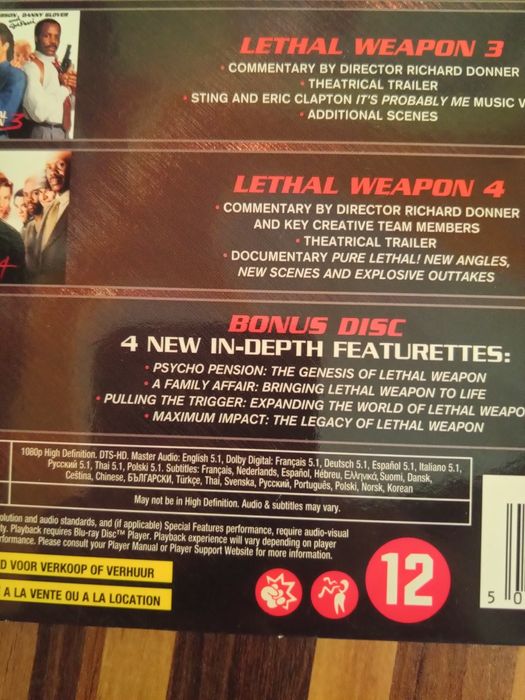 DANNY GLOVER
3
LETHAL WEAPON 3
• COMMENTARY BY DIRECTOR RICHARD DONNER
• THEATRICAL TRAILER
• STING AND ERIC CLAPTON IT'S PROBABLY ME MUSIC V
• ADDITIONAL SCENES
4
LETHAL WEAPON 4
• COMMENTARY BY DIRECTOR RICHARD DONNER
AND KEY CREATIVE TEAM MEMBERS
• THEATRICAL TRAILER
• DOCUMENTARY PURE LETHAL! NEW ANGLES,
NEW SCENES AND EXPLOSIVE OUTTAKES
BONUS DISC
4 NEW IN-DEPTH FEATURETTES:
• PSYCHO PENSION: THE GENESIS OF LETHAL WEAPON
• A FAMILY AFFAIR: BRINGING LETHAL WEAPON TO LIFE
• PULLING THE TRIGGER: EXPANDING THE WORLD OF LETHAL WEAPO
• MAXIMUM IMPACT: THE LEGACY OF LETHAL WEAPON
1080p High Definition. DTS-HD. Master Audio: English 5.1, Dolby Digital: Français 5.1, Deutsch 5.1, Español 5.1, Italiano 5.1,
Русский 5.1, Thai 5.1, Polski 5.1. Subtitles: Français, Nederlands, Español, Hébreu, Ελληνικά, Suomi, Dansk,
Ceština, Chinese, БЪЛГАРСКИ, Türkçe, Thai, Svenska, Русский, Português, Polski, Norsk, Korean
May not be in High Definition. Audio & subtitles may vary.
olution and audio standards, and (if applicable) Special Features performance, require audio-visual
ty. Playback requires Blu-ray Disc™ Player. Playback experience will vary depending on player
erformance. Please consult your Player Manual or Player Support Website for more information.
D VOOR VERKOOP OF VERHUUR
E A LA VENTE OU A LA LOCATION
12
5 0